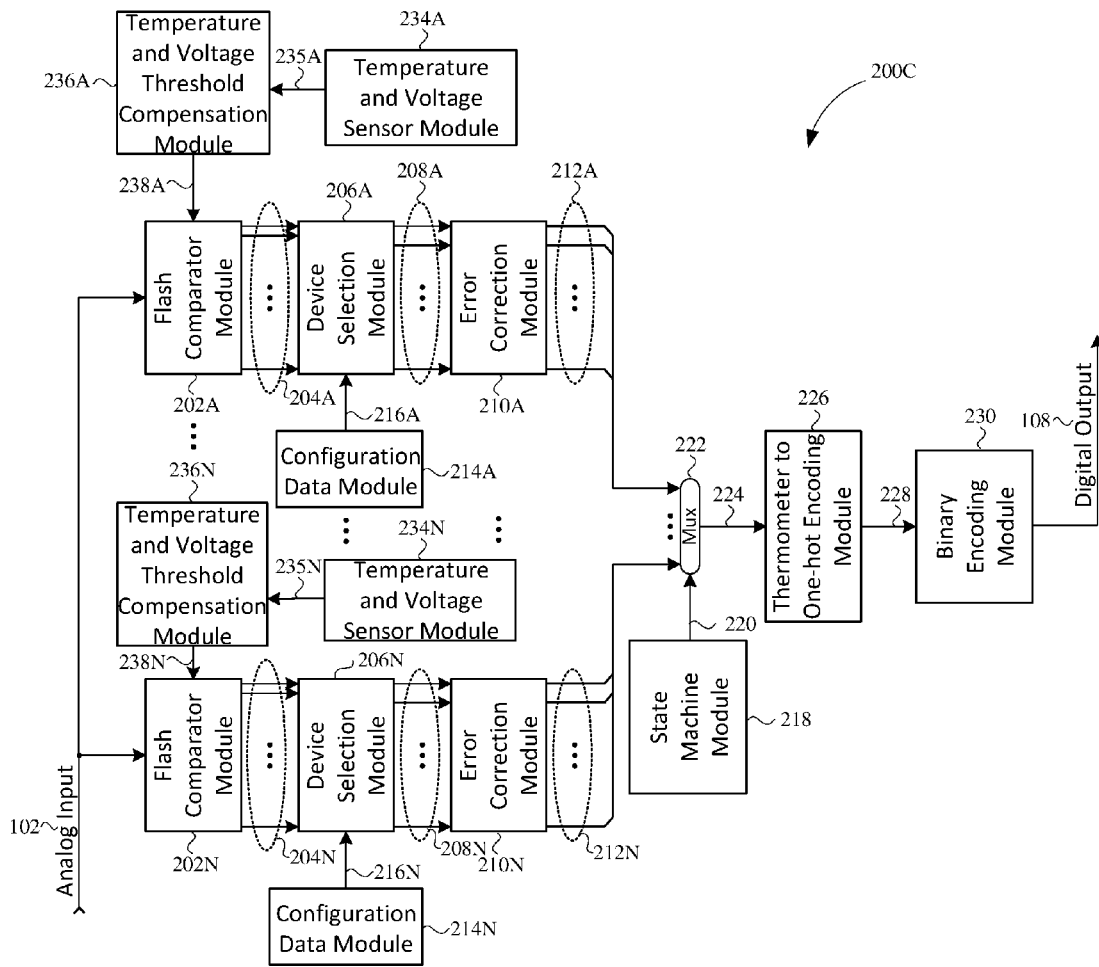 Temperature
and Voltage
Threshold
Compensation
Module
236A
235A
234A
Temperature
and Voltage
Sensor Module
200C
238A
206A
208A
212A
Flash
Comparator
Module
...
Device
Selection
Module
...
Error
Correction
Module
...
202A
204A
216A
210A
...
Configuration
Data Module
214A
236N
Temperature
and Voltage
Threshold
Compensation
Module
...
234N
...
235N
Temperature
and Voltage
Sensor Module
222
...
Mux
224
226
Thermometer to
One-hot Encoding
Module
228
230
Binary
Encoding
Module
108
Digital Output
220
State
Machine
Module
218
238N
206N
Flash
Comparator
Module
...
Device
Selection
Module
...
Error
Correction
Module
...
102
Analog Input
202N
204N
208N
210N
212N
216N
Configuration
Data Module
214N